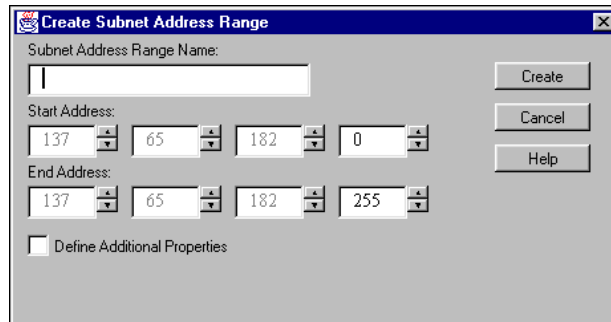 Create Subnet Address Range
Subnet Address Range Name:
Create
Start Address:
Cancel
137 65 182 0
Help
End Address:
137 65 182 255
Define Additional Properties